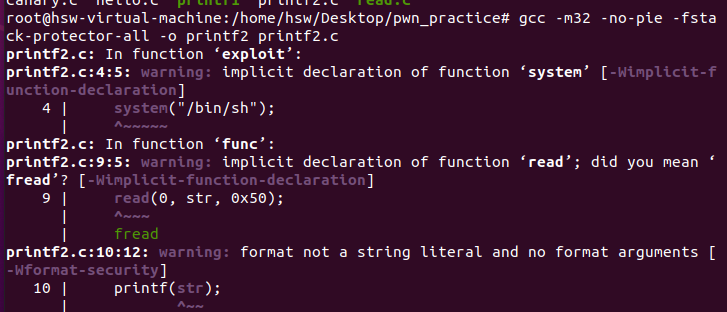 canary.c hello.c printf1 printf2.c read.c
root@hsw-virtual-machine:/home/hsw/Desktop/pwn_practice# gcc -m32 -no-pie -fsta
ck-protector-all -o printf2 printf2.c
printf2.c: In function ‘exploit’:
printf2.c:4:5: warning: implicit declaration of function ‘system’ [-Wimplicit-f
unction-declaration]
    4 |     system("/bin/sh");
      |     ^~~~~~
printf2.c: In function ‘func’:
printf2.c:9:5: warning: implicit declaration of function ‘read’; did you mean ‘
fread’? [-Wimplicit-function-declaration]
    9 |     read(0, str, 0x50);
      |     ^~~~
      |     fread
printf2.c:10:12: warning: format not a string literal and no format arguments [
-Wformat-security]
   10 |     printf(str);
      |            ^~~